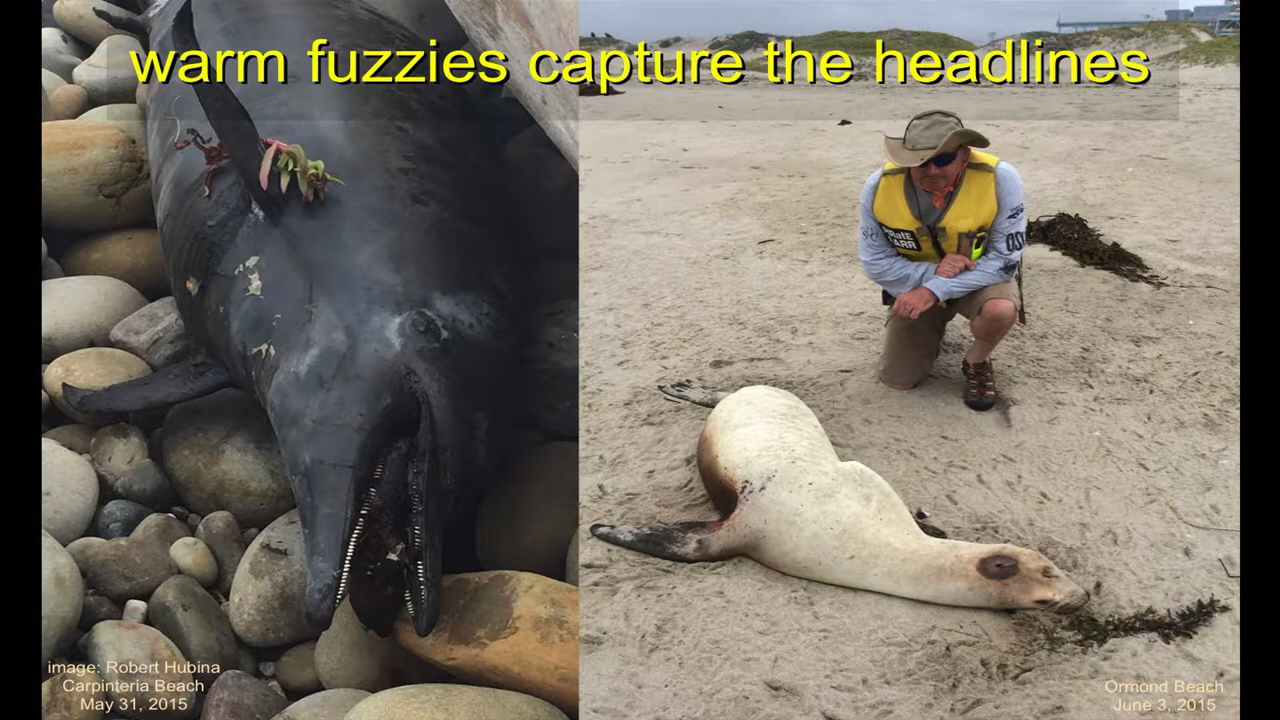 warm fuzzies capture the headlines
image: Robert Hubina
Carpinteria Beach
May 31, 2015
Ormond Beach
June 3, 2015